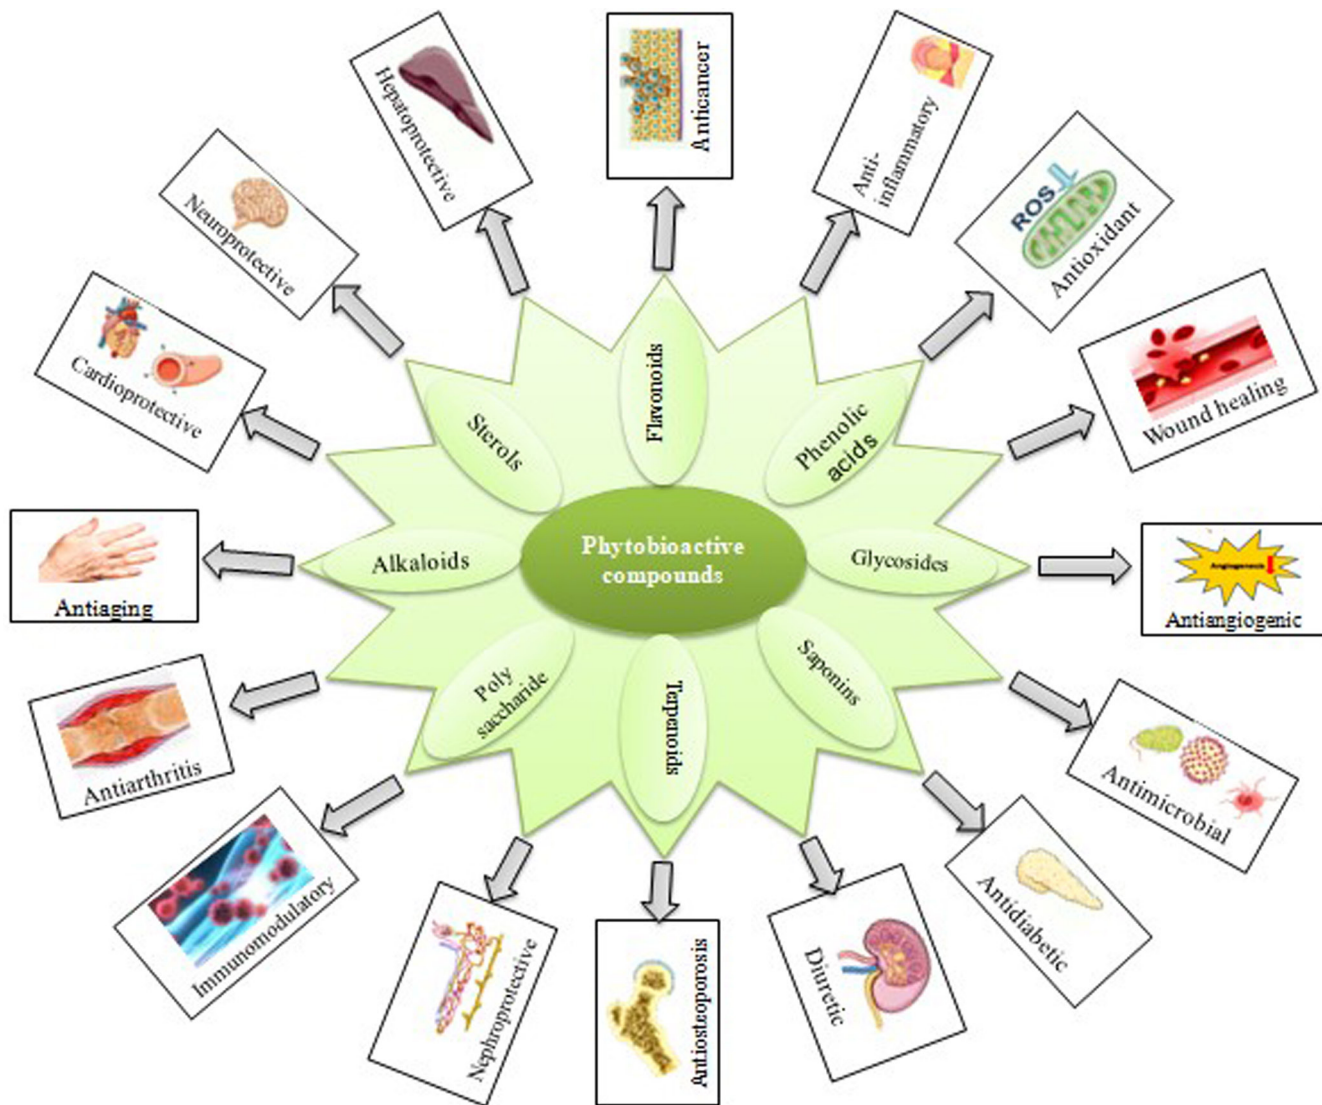 Phytobioactive
compounds
Flavonoids
Phenolic
acids
Glycosides
Saponins
Terpenoids
Poly
saccharide
Alkaloids
Sterols
Anticancer
Anti-
inflammatory
ROS
Antioxidant
Wound healing
Angiogenesis
Antiangiogenic
Antimicrobial
Antidiabetic
Diuretic
Antiosteoporosis
Nephroprotective
Immunomodulatory
Antiarthritis
Antiaging
Cardioprotective
Neuroprotective
Hepatoprotective